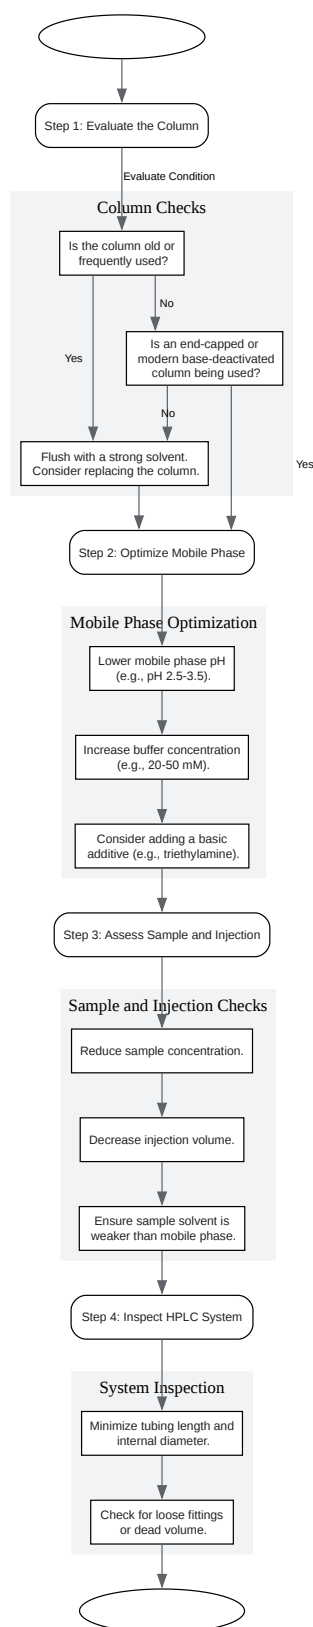 Step 1: Evaluate the Column
Evaluate Condition
Column Checks
Is the column old or
frequently used?
No
Is an end-capped or
modern base-deactivated
column being used?
Yes
No
Flush with a strong solvent.
Consider replacing the column.
Yes
Step 2: Optimize Mobile Phase
Mobile Phase Optimization
Lower mobile phase pH
(e.g., pH 2.5-3.5).
Increase buffer concentration
(e.g., 20-50 mM).
Consider adding a basic
additive (e.g., triethylamine).
Step 3: Assess Sample and Injection
Sample and Injection Checks
Reduce sample concentration.
Decrease injection volume.
Ensure sample solvent is
weaker than mobile phase.
Step 4: Inspect HPLC System
System Inspection
Minimize tubing length and
internal diameter.
Check for loose fittings
or dead volume.